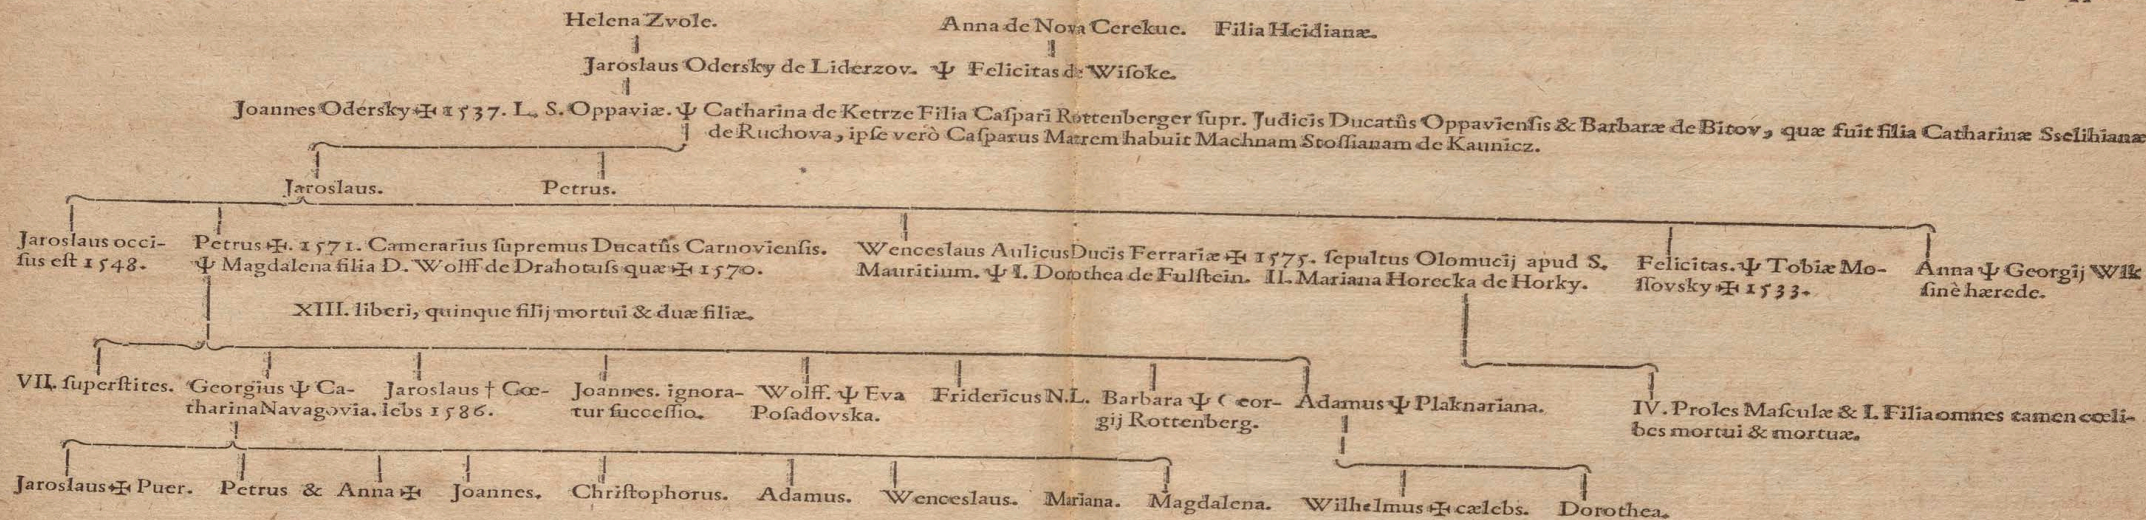 Helena Zvole. Anna de Nova Cerekuc. Filia Heidianæ.
Jaroslaus Odersky de Liderzov. Ψ Felicitas de Wiſoke.
Joannes Odersky ✠ 1537. L. S. Oppaviæ. Ψ Catharina de Ketrze Filia Caſpari Rottenberger ſupr. Judicis Ducatûs Oppavienſis & Barbaræ de Bitov, quæ fuit filia Catharinæ Sselihianæ
de Ruchova, ipſe verò Caſparus Matrem habuit Machnam Stoſſianam de Kaunicz.
Jaroslaus. Petrus.
Jaroslaus occi- Petrus ✠. 1571. Camerarius ſupremus Ducatûs Carnovienſis. Wenceslaus Aulicus Ducis Ferrariæ ✠ 1575. ſepultus Olomucij apud S. Felicitas. Ψ Tobiæ Mo- Anna Ψ Georgij Wlk
ſus eſt 1548. Ψ Magdalena filia D. Wolff de Drahotuſs quæ ✠ 1570. Mauritium. Ψ I. Dorothea de Fulſtein. II. Mariana Horecka de Horky. ſſovsky ✠ 1533. ſinè hærede.
XIII. liberi, quinque filij mortui & duæ filiæ.
VII. ſuperſtites. Georgius Ψ Ca- Jaroslaus † Cœ- Joannes. ignora- Wolff. Ψ Eva Fridericus N.L. Barbara Ψ Geor- Adamus Ψ Plaknariana. IV. Proles Maſculæ & I. Filia omnes tamen cœli-
tharina Navagovia. lebs 1586. tur ſucceſſio. Poſadovska. gij Rottenberg. bes mortui & mortuæ.
Jaroslaus ✠ Puer. Petrus & Anna ✠ Joannes. Chriſtophorus. Adamus. Wenceslaus. Mariana. Magdalena. Wilhelmus ✠ cælebs. Dorothea.